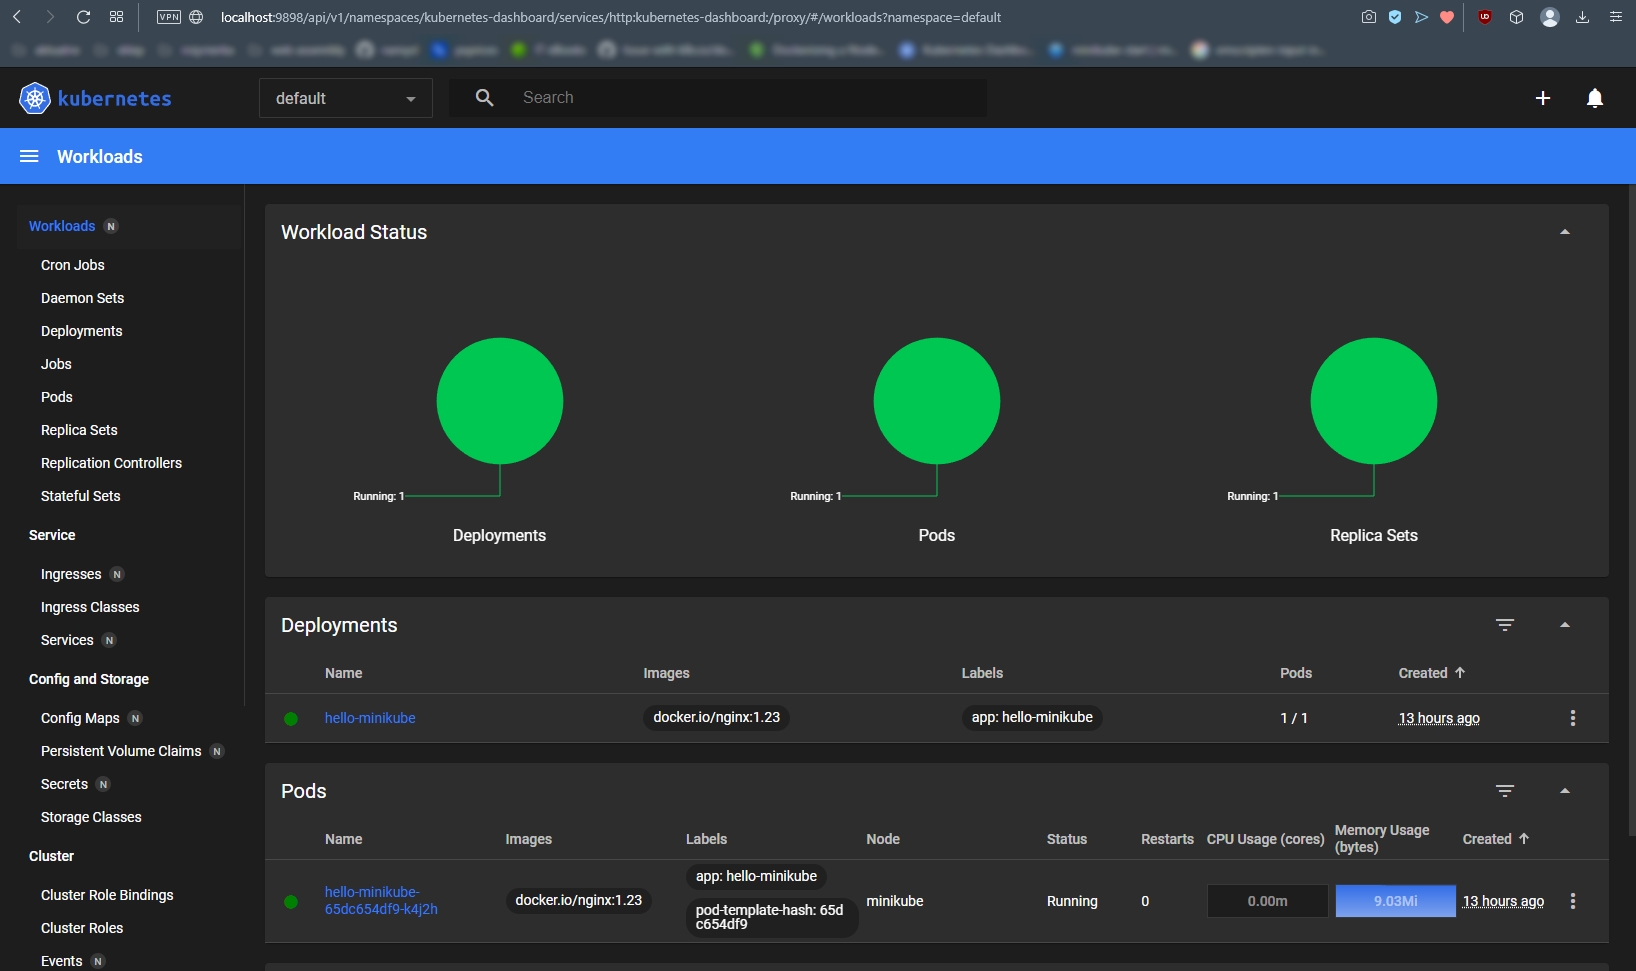 VPN
localhost:9898/api/v1/namespaces/kubernetes-dashboard/services/http:kubernetes-dashboard:/proxy/#/workloads?namespace=default
kubernetes
default
Search
Workloads
Workloads N
Cron Jobs
Daemon Sets
Deployments
Jobs
Pods
Replica Sets
Replication Controllers
Stateful Sets
Service
Ingresses N
Ingress Classes
Services N
Config and Storage
Config Maps N
Persistent Volume Claims N
Secrets N
Storage Classes
Cluster
Cluster Role Bindings
Cluster Roles
Events N
Workload Status
Running: 1
Deployments
Running: 1
Pods
Running: 1
Replica Sets
Deployments
Name Images Labels Pods Created
hello-minikube docker.io/nginx:1.23 app: hello-minikube 1 / 1 13 hours ago
Pods
Name Images Labels Node Status Restarts CPU Usage (cores) Memory Usage (bytes) Created
hello-minikube-
65dc654df9-k4j2h
docker.io/nginx:1.23
app: hello-minikube
pod-template-hash: 65d
c654df9
minikube Running 0 0.00m 9.03Mi 13 hours ago